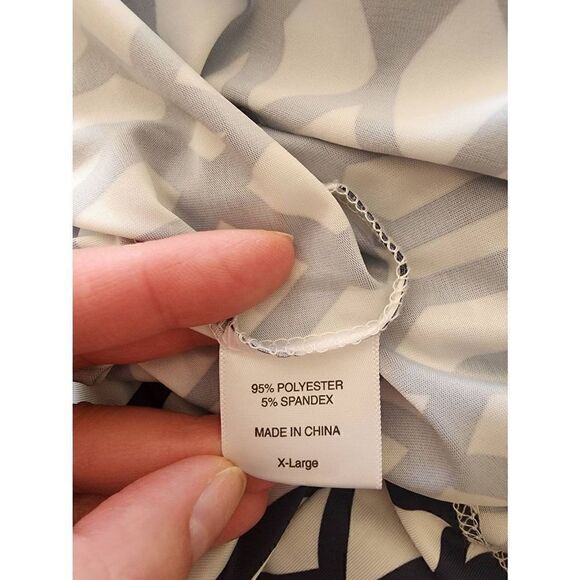 95% POLYESTER
5% SPANDEX
MADE IN CHINA
X-Large